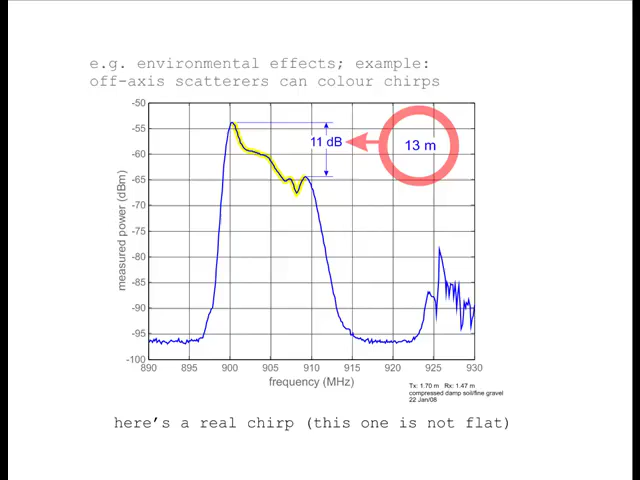 e.g. environmental effects; example:
off-axis scatterers can colour chirps
-50
-55
-60
-65
-70
-75
-80
-85
-90
-95
-100
measured power (dBm)
11 dB
13 m
890 895 900 905 910 915 920 925 930
frequency (MHz)
Tx: 1.70 m Rx: 1.47 m
compressed damp soil/fine gravel
22 Jan/08
here's a real chirp (this one is not flat)